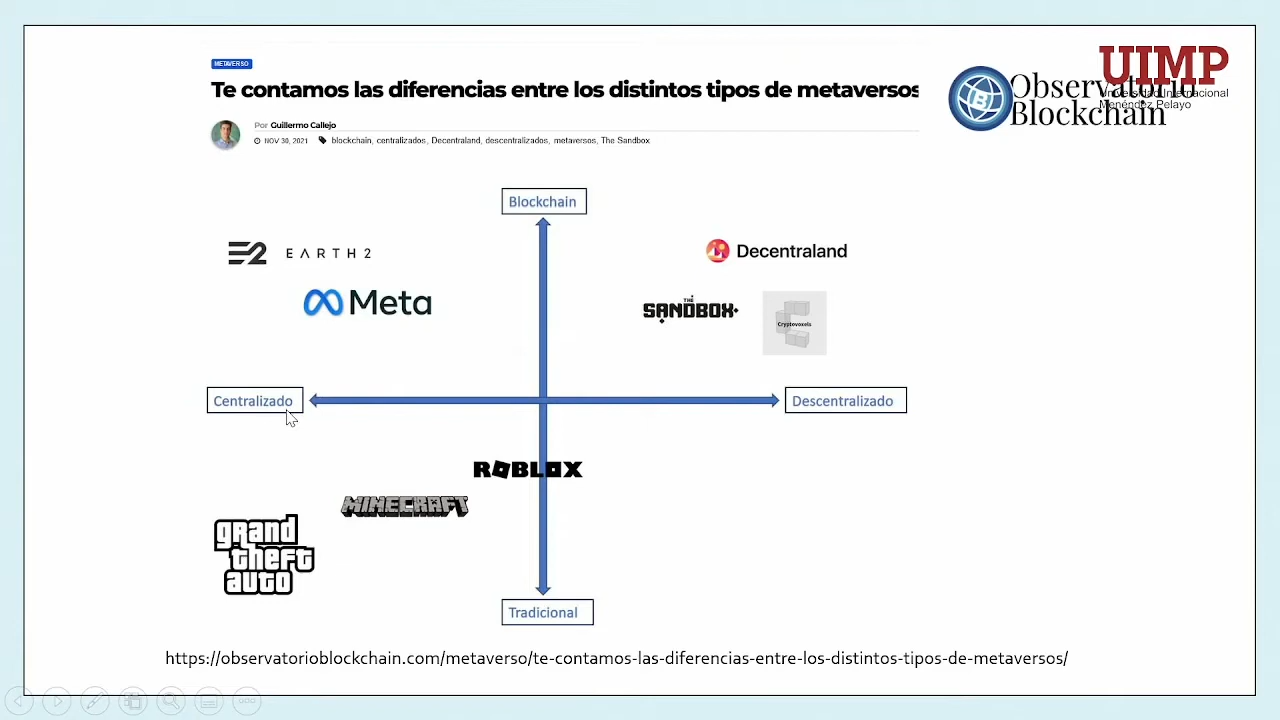 METAVERSO
Te contamos las diferencias entre los distintos tipos de metaversos
UIMP
Universidad Internacional
Menéndez Pelayo
Observatorio
Blockchain
Por Guillermo Callejo
NOV 30, 2021 blockchain, centralizados, Decentraland, descentralizados, metaversos, The Sandbox
Blockchain
E2 EARTH 2
Decentraland
Meta
THE
SANDBOX
Cryptovoxels
Centralizado
Descentralizado
ROBLOX
MINECRAFT
grand
theft
auto
Tradicional
https://observatorioblockchain.com/metaverso/te-contamos-las-diferencias-entre-los-distintos-tipos-de-metaversos/